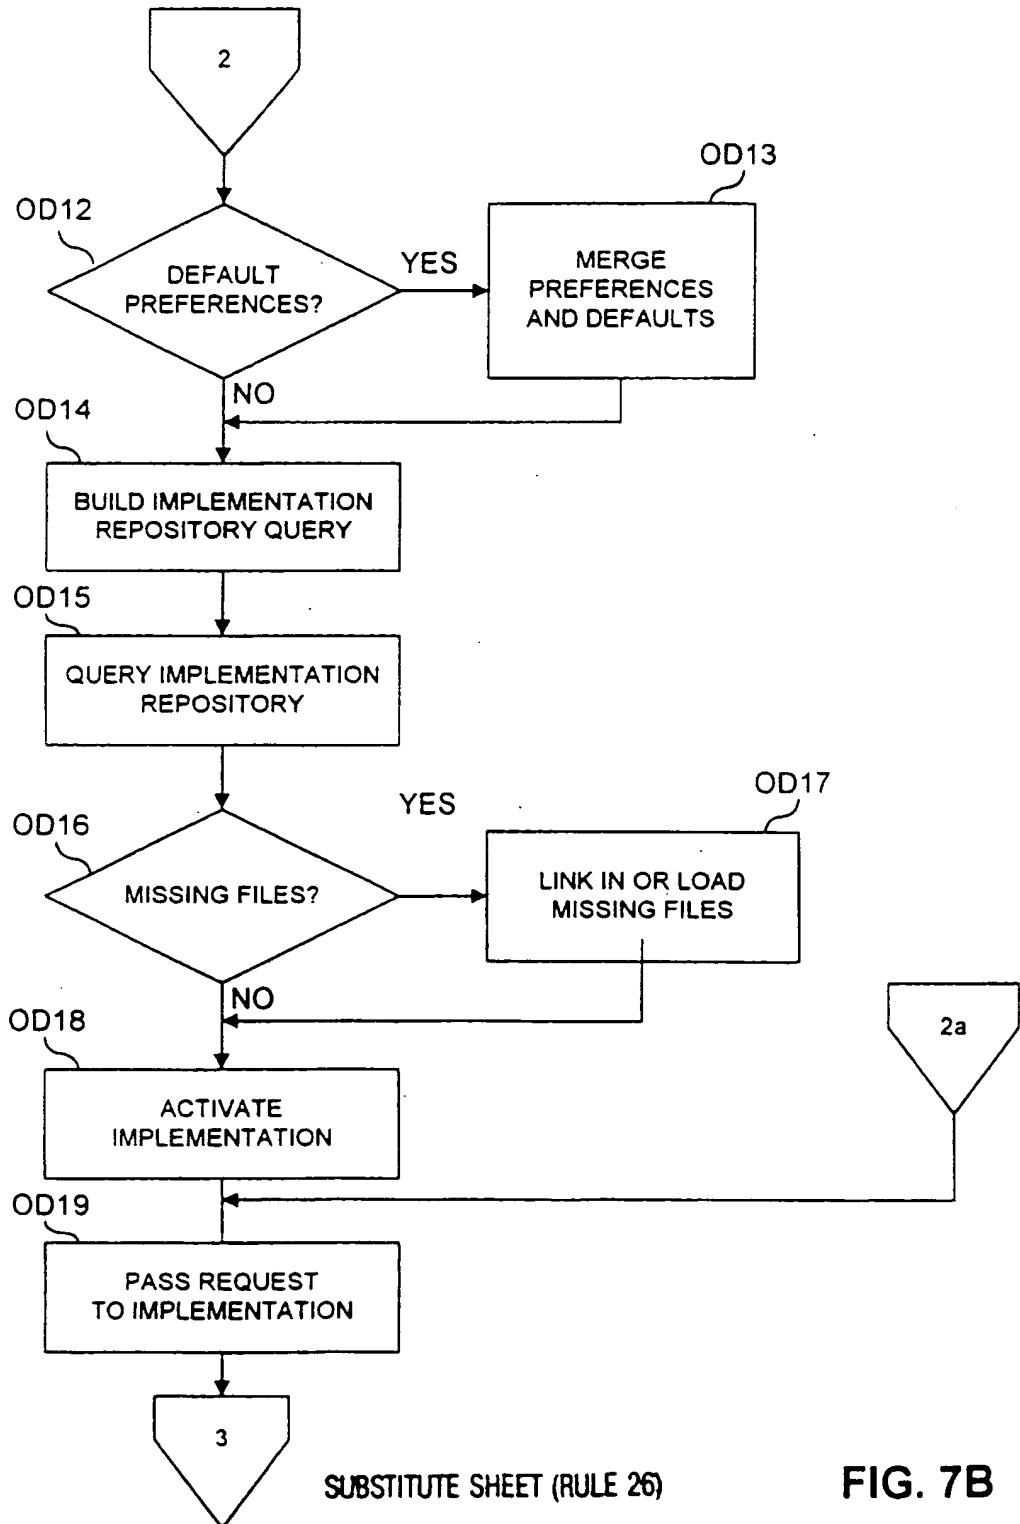 2
OD12
DEFAULT
PREFERENCES?
YES
OD13
MERGE
PREFERENCES
AND DEFAULTS
NO
OD14
BUILD IMPLEMENTATION
REPOSITORY QUERY
OD15
QUERY IMPLEMENTATION
REPOSITORY
OD16
MISSING FILES?
YES
OD17
LINK IN OR LOAD
MISSING FILES
NO
OD18
ACTIVATE
IMPLEMENTATION
2a
OD19
PASS REQUEST
TO IMPLEMENTATION
3
SUBSTITUTE SHEET (RULE 26)
FIG. 7B